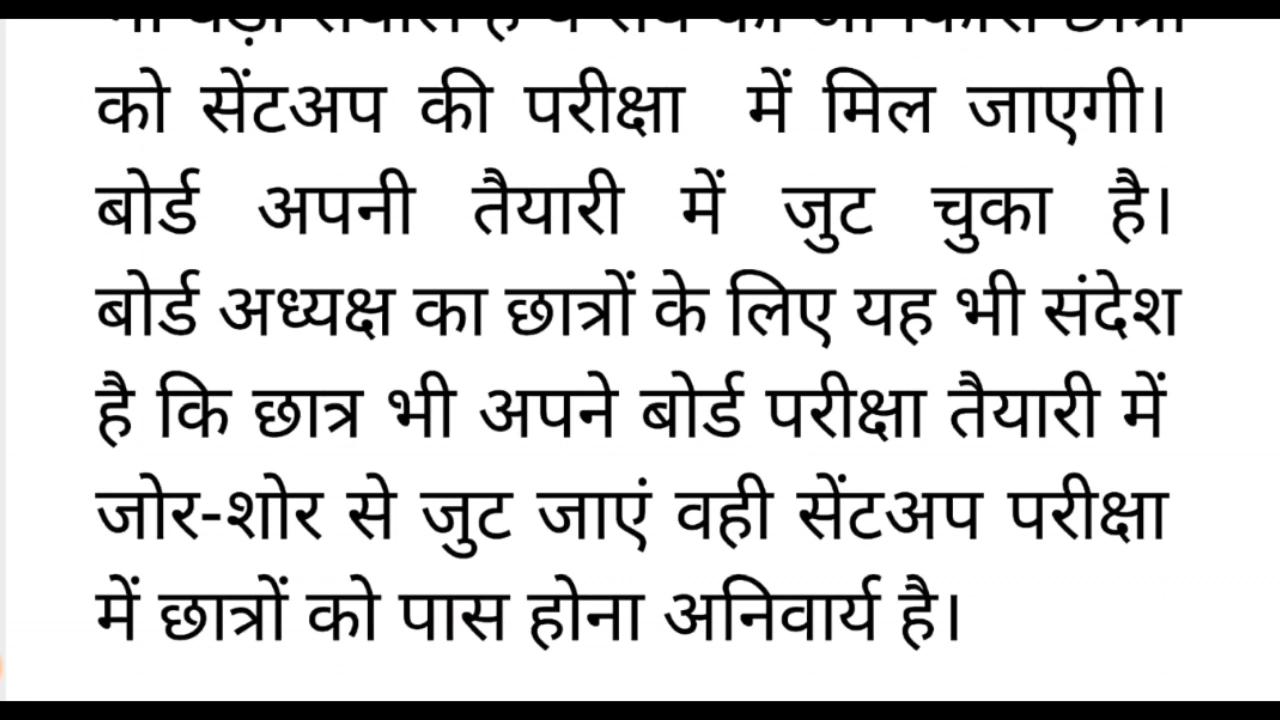 को सेंटअप की परीक्षा में मिल जाएगी।
बोर्ड अपनी तैयारी में जुट चुका है।
बोर्ड अध्यक्ष का छात्रों के लिए यह भी संदेश
है कि छात्र भी अपने बोर्ड परीक्षा तैयारी में
जोर-शोर से जुट जाएं वही सेंटअप परीक्षा
में छात्रों को पास होना अनिवार्य है।